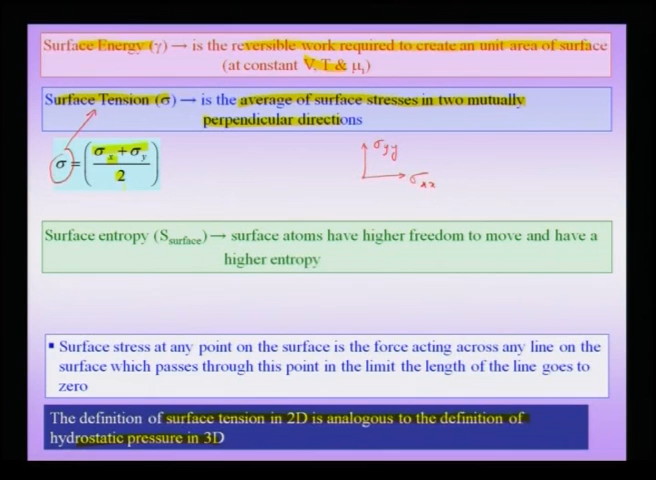 Surface Energy (γ) → is the reversible work required to create an unit area of surface
(at constant V, T & μᵢ)
Surface Tension (σ) → is the average of surface stresses in two mutually
perpendicular directions
σ = (σₓ + σᵧ / 2)
σyy
σxx
Surface entropy (Ssurface) → surface atoms have higher freedom to move and have a
higher entropy
▪ Surface stress at any point on the surface is the force acting across any line on the
surface which passes through this point in the limit the length of the line goes to
zero
The definition of surface tension in 2D is analogous to the definition of
hydrostatic pressure in 3D